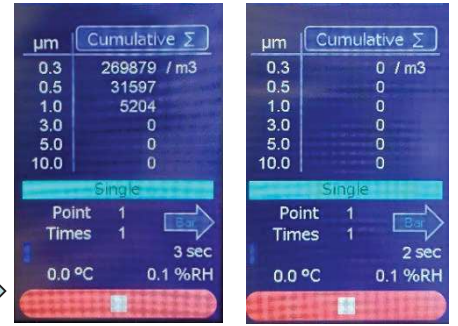 µm Cumulative Σ
0.3 269879 / m3
0.5 31597
1.0 5204
3.0 0
5.0 0
10.0 0
Single
Point 1
Bar
Times 1
3 sec
0.0 ºC 0.1 %RH
µm Cumulative Σ
0.3 0 / m3
0.5 0
1.0 0
3.0 0
5.0 0
10.0 0
Single
Point 1
Bar
Times 1
2 sec
0.0 ºC 0.1 %RH